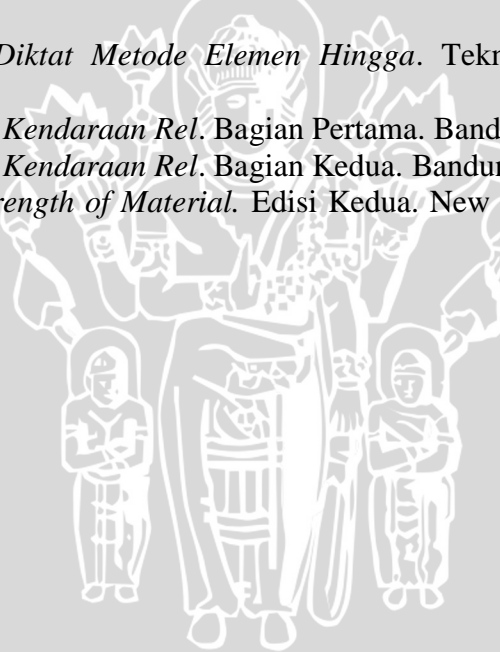 Diktat Metode Elemen Hingga. Tekn
Kendaraan Rel. Bagian Pertama. Band
Kendaraan Rel. Bagian Kedua. Bandun
rength of Material. Edisi Kedua. New